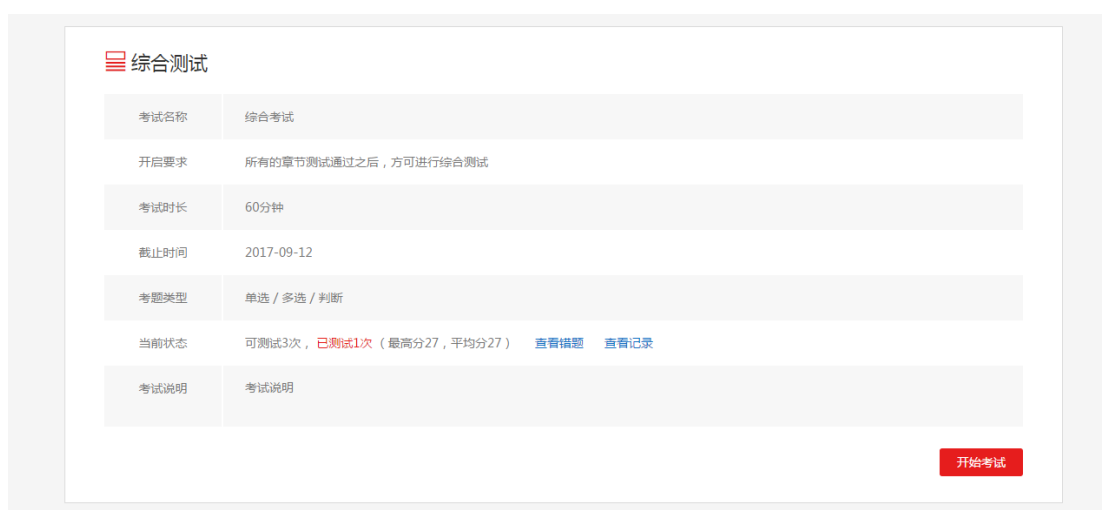 综合测试
考试名称 综合考试
开启要求 所有的章节测试通过之后，方可进行综合测试
考试时长 60分钟
截止时间 2017-09-12
考题类型 单选 / 多选 / 判断
当前状态 可测试3次，已测试1次（最高分27，平均分27） 查看错题 查看记录
考试说明 考试说明
开始考试